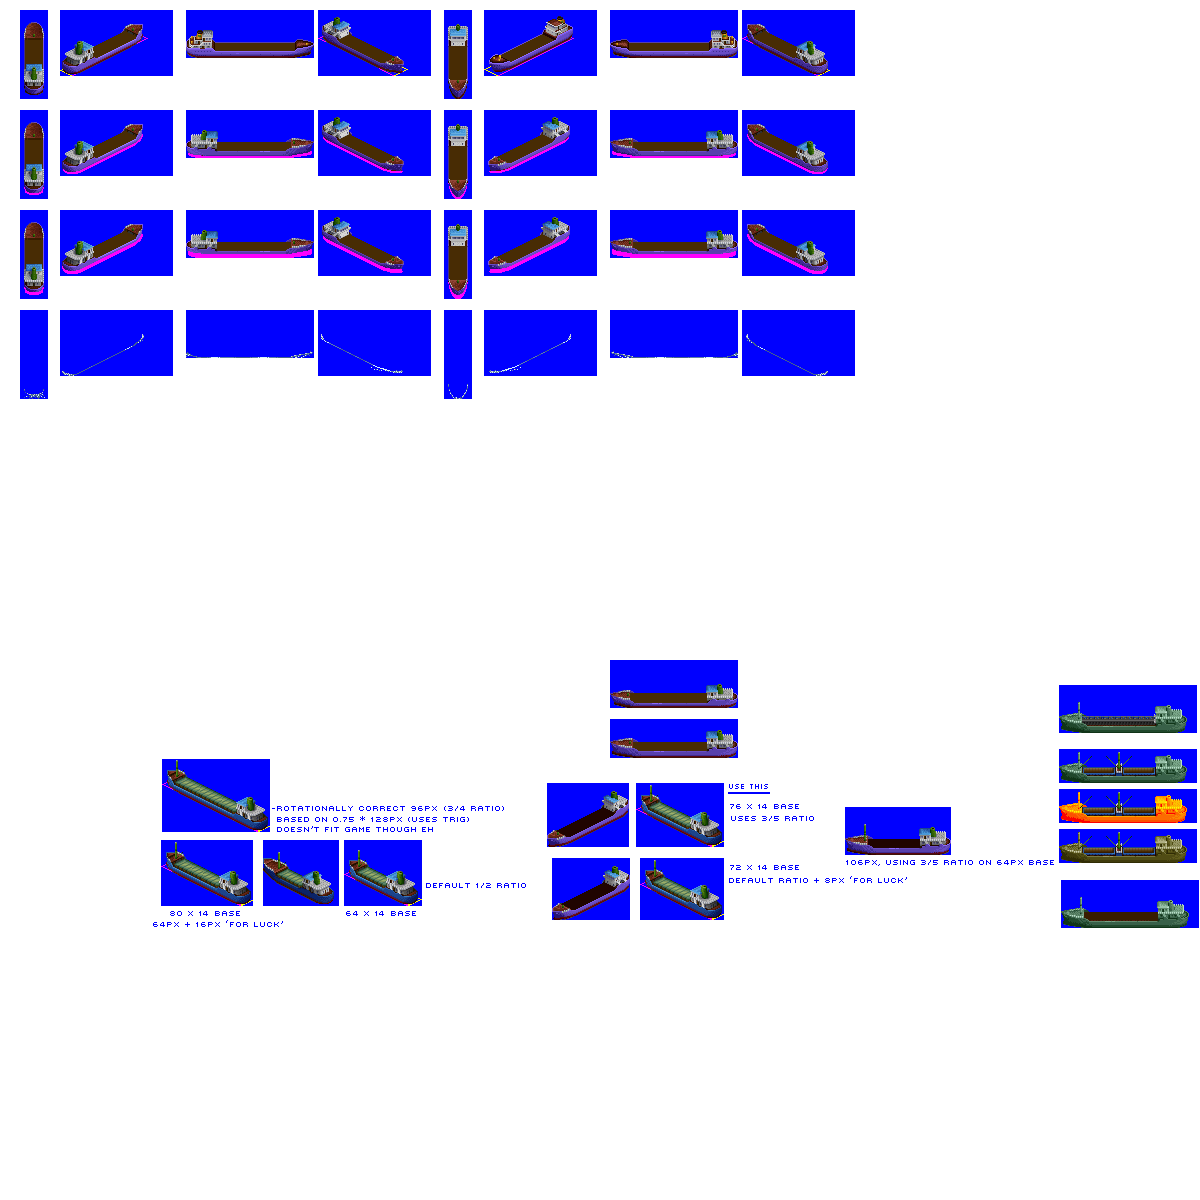 USE THIS
76 X 14 BASE
USES 3/5 RATIO
-ROTATIONALLY CORRECT 96PX (3/4 RATIO)
BASED ON 0.75 * 128PX (USES TRIG)
DOESN'T FIT GAME THOUGH EH
106PX, USING 3/5 RATIO ON 64PX BASE
72 X 14 BASE
DEFAULT RATIO + 8PX 'FOR LUCK'
DEFAULT 1/2 RATIO
80 X 14 BASE
64PX + 16PX 'FOR LUCK'
64 X 14 BASE